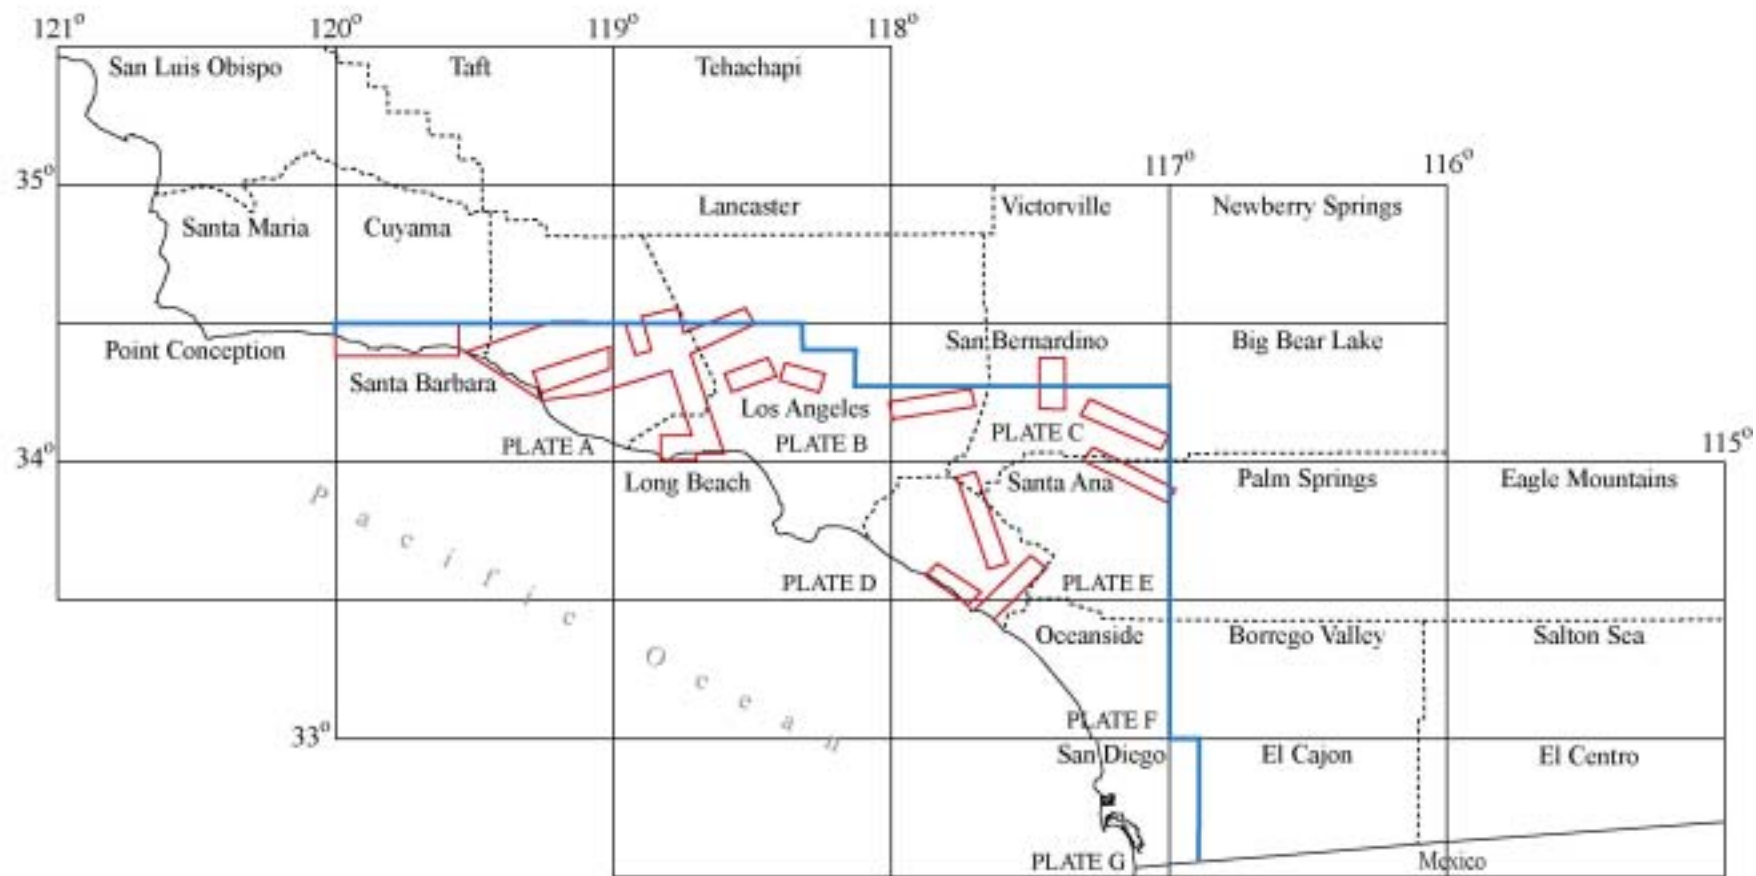 121° 120° 119° 118°
San Luis Obispo Taft Tehachapi
117° 116°
35°
Lancaster Victorville Newberry Springs
Santa Maria Cuyama
San Bernardino Big Bear Lake
Point Conception
Santa Barbara
Los Angeles
PLATE A PLATE B PLATE C
34° 115°
Long Beach Santa Ana Palm Springs Eagle Mountains
Pacific Ocean
PLATE D PLATE E
Oceanside Borrego Valley Salton Sea
33° PLATE F
San Diego El Cajon El Centro
PLATE G Mexico